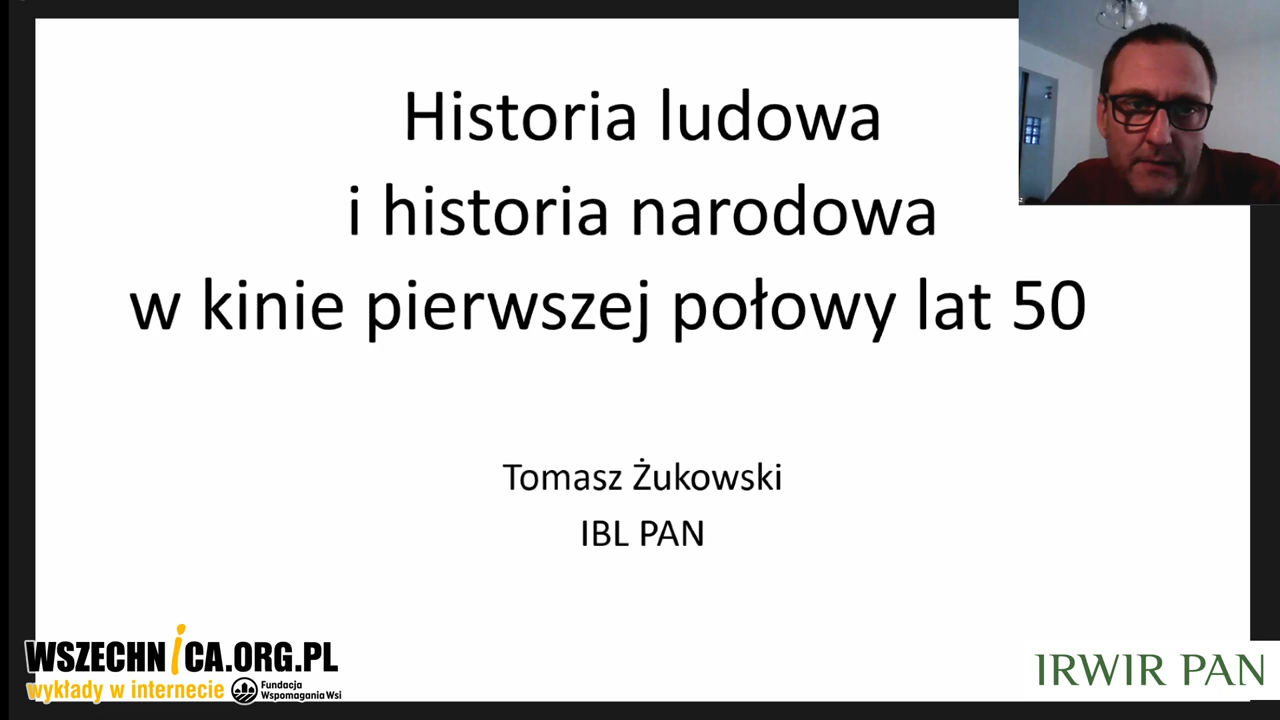 Historia ludowa
i historia narodowa
w kinie pierwszej połowy lat 50
Tomasz Żukowski
IBL PAN
WSZECHNICA.ORG.PL
wykłady w internecie
Fundacja
Wspomagania Wsi
IRWIR PAN